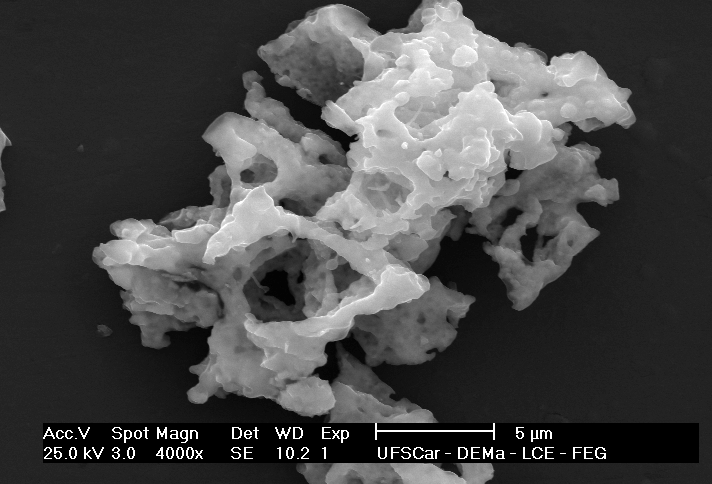 Acc.V Spot Magn Det WD Exp 5 µm
25.0 kV 3.0 4000x SE 10.2 1 UFSCar - DEMa - LCE - FEG